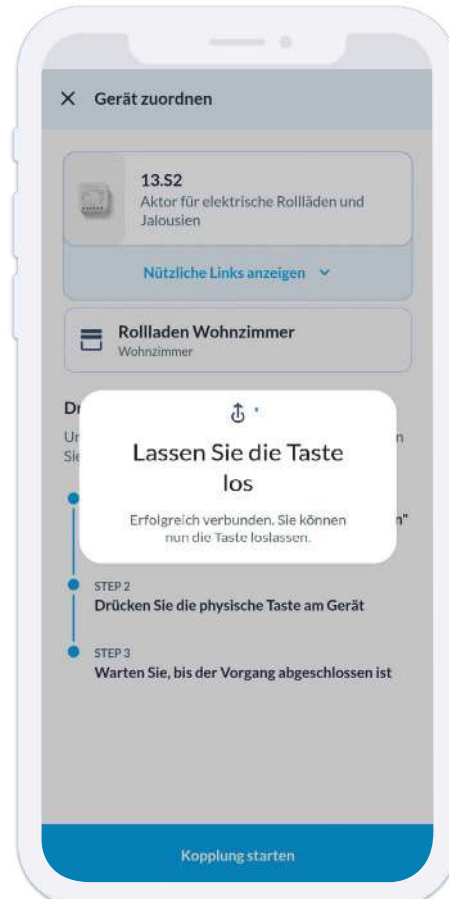 Gerät zuordnen
13.S2
Aktor für elektrische Rollläden und
Jalousien
Nützliche Links anzeigen
Rollladen Wohnzimmer
Wohnzimmer
Lassen Sie die Taste
los
Erfolgreich verbunden. Sie können
nun die Taste loslassen.
STEP 2
Drücken Sie die physische Taste am Gerät
STEP 3
Warten Sie, bis der Vorgang abgeschlossen ist
Kopplung starten